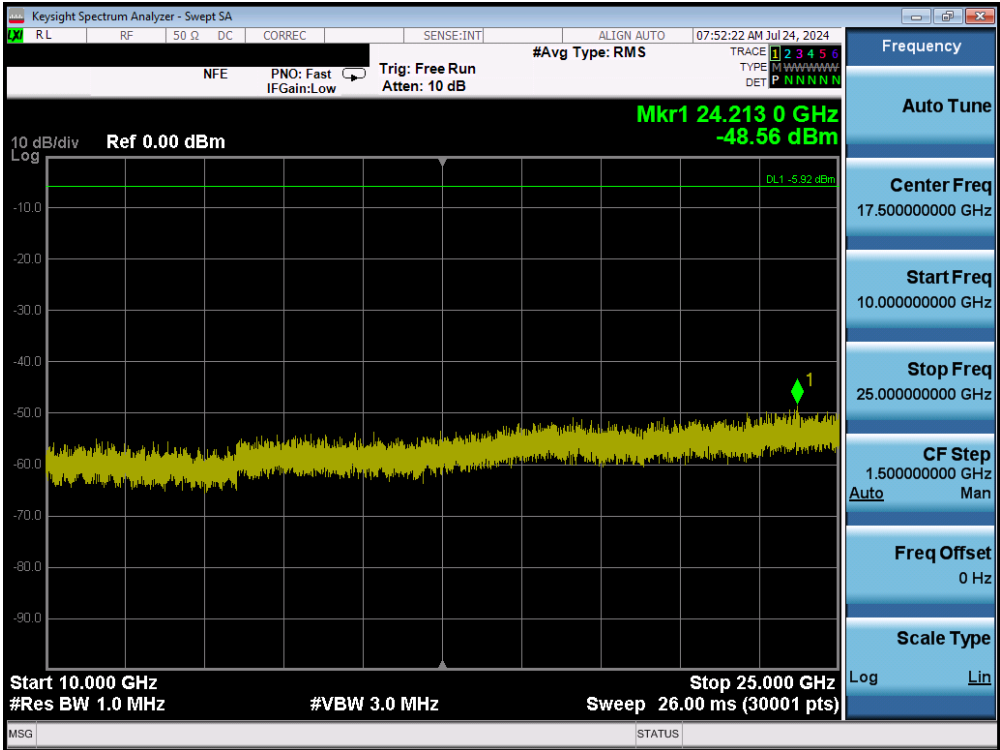 Keysight Spectrum Analyzer - Swept SA
LXI RL RF 50 Ω DC CORREC SENSE:INT ALIGN AUTO 07:52:22 AM Jul 24, 2024
NFE PNO: Fast Trig: Free Run #Avg Type: RMS TRACE 1 2 3 4 5 6
IFGain:Low Atten: 10 dB TYPE M W W W W W
DET P N N N N N
Mkr1 24.213 0 GHz
-48.56 dBm
10 dB/div Ref 0.00 dBm
Log
DL1 -5.92 dBm
-10.0
-20.0
-30.0
-40.0
1
-50.0
-60.0
-70.0
-80.0
-90.0
Start 10.000 GHz Stop 25.000 GHz
#Res BW 1.0 MHz #VBW 3.0 MHz Sweep 26.00 ms (30001 pts)
MSG STATUS
Frequency
Auto Tune
Center Freq
17.500000000 GHz
Start Freq
10.000000000 GHz
Stop Freq
25.000000000 GHz
CF Step
1.500000000 GHz
Auto Man
Freq Offset
0 Hz
Scale Type
Log Lin